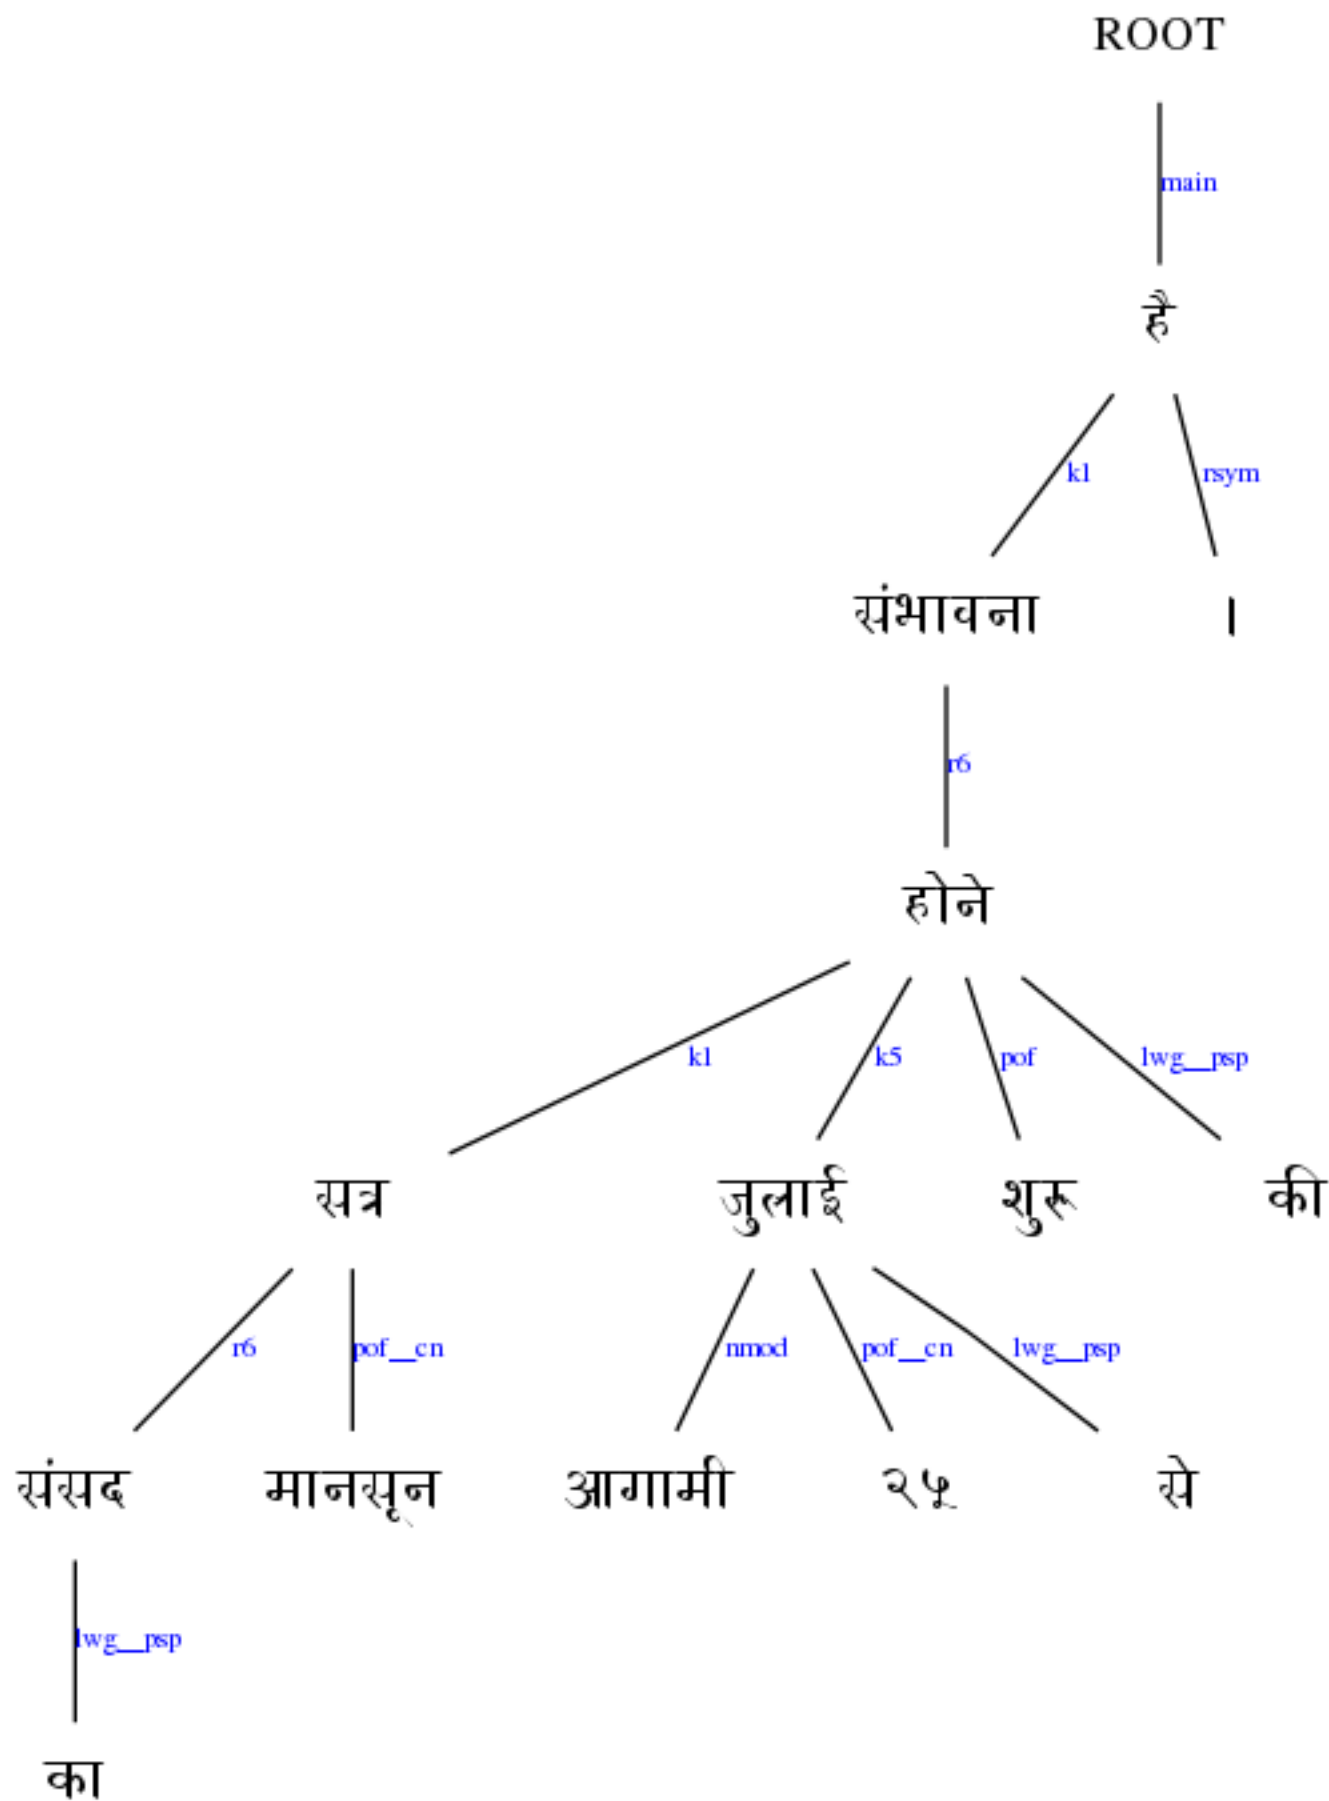 ROOT
main
है
k1 rsym
संभावना ।
r6
होने
k1 k5 pof lwg__psp
सत्र जुलाई शुरू की
r6 pof__cn nmod pof__cn lwg__psp
संसद मानसून आगामी २५ से
lwg__psp
का